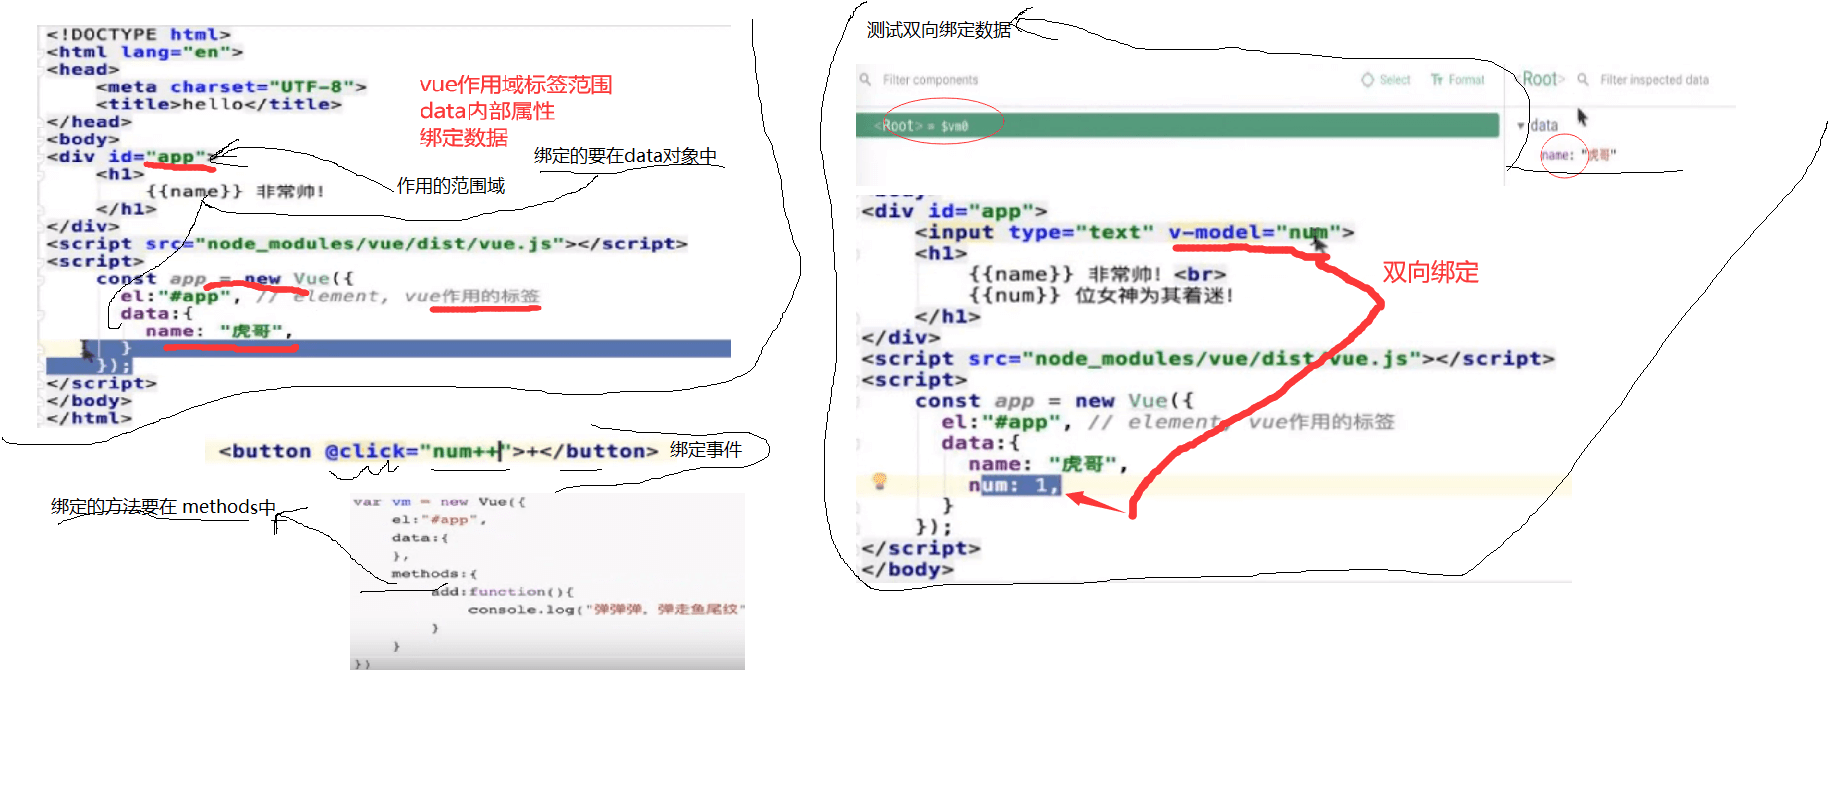 <!DOCTYPE html>
<html lang="en">
<head>
<meta charset="UTF-8">
<title>hello</title>
</head>
<body>
<div id="app">
<h1>
{{name}} 非常帅!
</h1>
</div>
<script src="node_modules/vue/dist/vue.js"></script>
<script>
const app = new Vue({
el:"#app", // element, vue作用的标签
data:{
name: "虎哥",
}
});
</script>
</body>
</html>
vue作用域标签范围
data内部属性
绑定数据
绑定的要在data对象中
作用的范围域
<button @click="num++">+</button> 绑定事件
绑定的方法要在 methods中
var vm = new Vue({
el:"#app",
data:{
},
methods:{
add:function(){
console.log("弹弹弹，弹走鱼尾纹"
}
}
})
测试双向绑定数据
Filter components
Select
Format
<Root>
Filter inspected data
<Root> = $vm0
data
name: "虎哥"
<div id="app">
<input type="text" v-model="num">
<h1>
{{name}} 非常帅! <br>
{{num}} 位女神为其着迷!
</h1>
</div>
<script src="node_modules/vue/dist/vue.js"></script>
<script>
const app = new Vue({
el:"#app", // element, vue作用的标签
data:{
name: "虎哥",
num: 1,
}
});
</script>
</body>
双向绑定